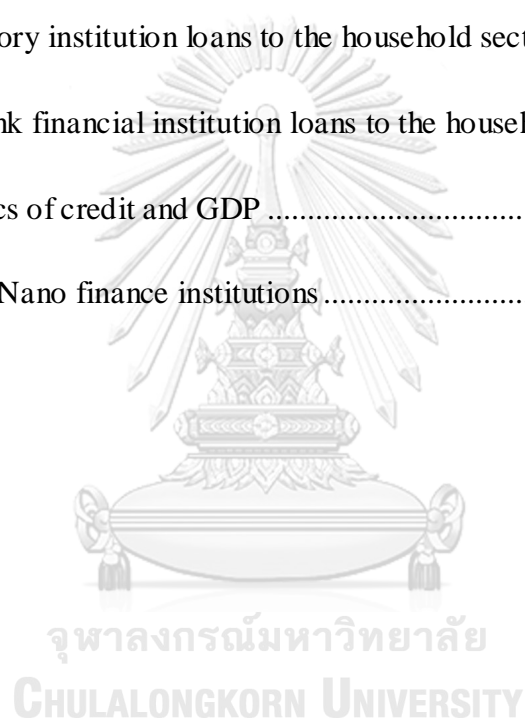 ory institution loans to the household sect
nk financial institution loans to the househ
cs of credit and GDP ...............................
Nano finance institutions .......................
จุฬาลงกรณ์มหาวิทยาลัย
CHULALONGKORN UNIVERSITY